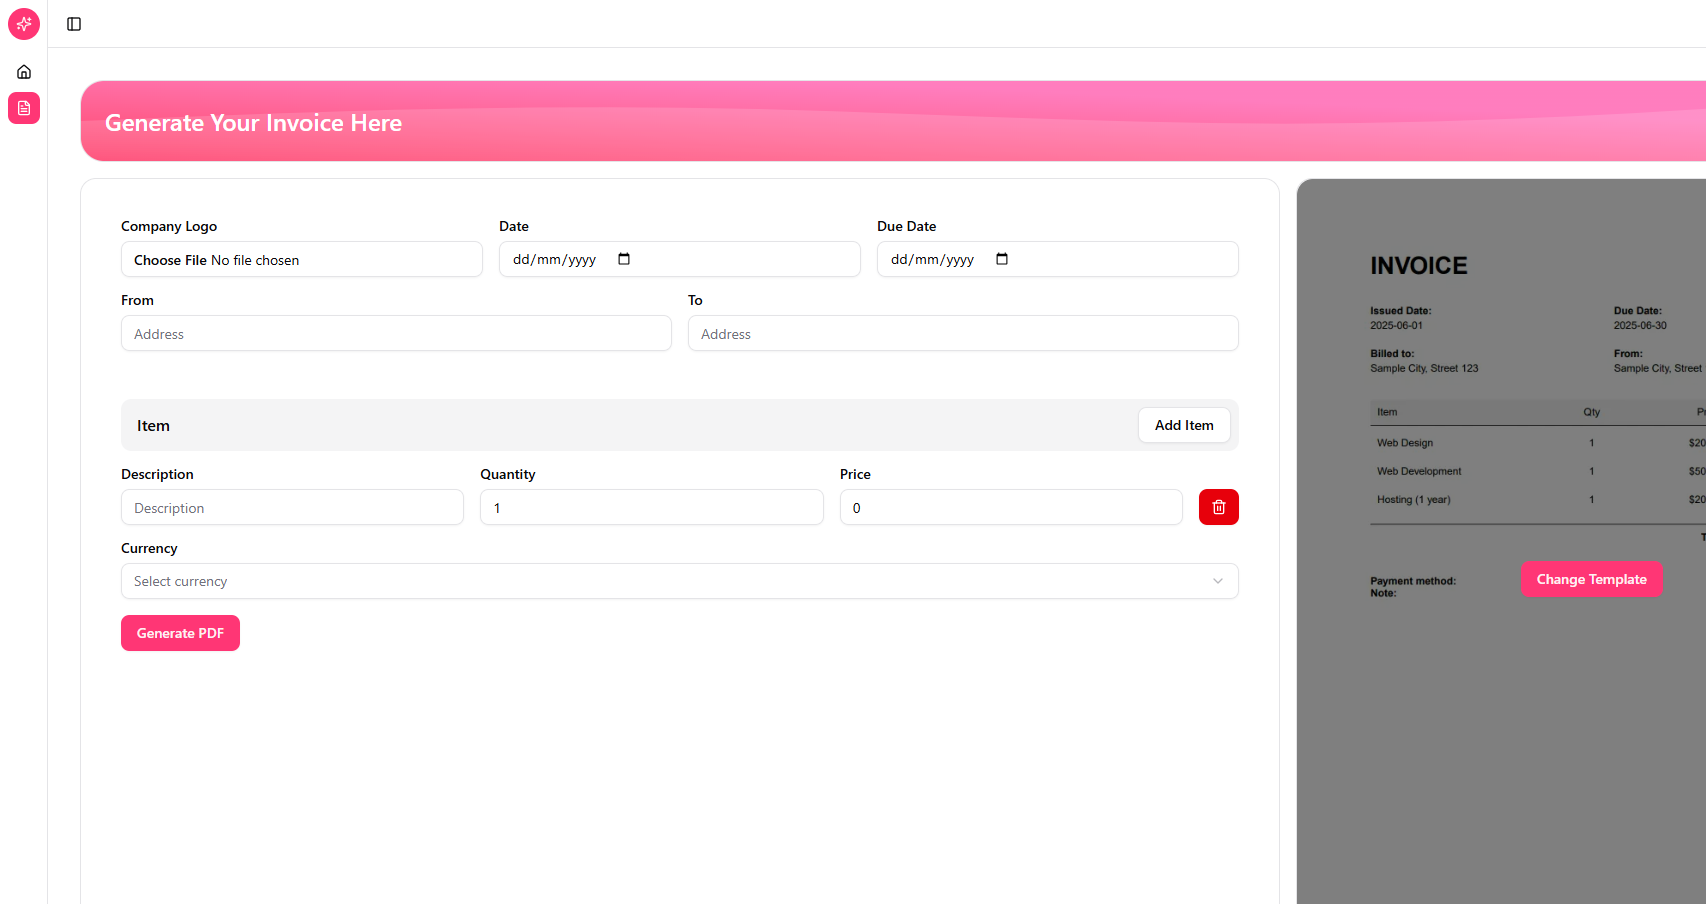 Generate Your Invoice Here
Company Logo
Choose File No file chosen
Date
dd/mm/yyyy
Due Date
dd/mm/yyyy
From
Address
To
Address
Item
Add Item
Description
Description
Quantity
1
Price
0
Currency
Select currency
Generate PDF
INVOICE
Issued Date:
2025-06-01
Due Date:
2025-06-30
Billed to:
Sample City, Street 123
From:
Sample City, Street
Item Qty
Web Design 1 $20
Web Development 1 $50
Hosting (1 year) 1 $20
Payment method:
Note:
Change Template